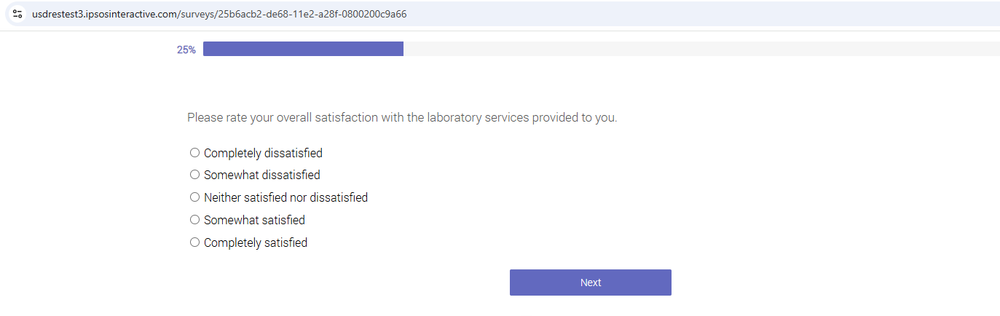 usdrestest3.ipsosinteractive.com/surveys/25b6acb2-de68-11e2-a28f-0800200c9a66
25%
Please rate your overall satisfaction with the laboratory services provided to you.
Completely dissatisfied
Somewhat dissatisfied
Neither satisfied nor dissatisfied
Somewhat satisfied
Completely satisfied
Next